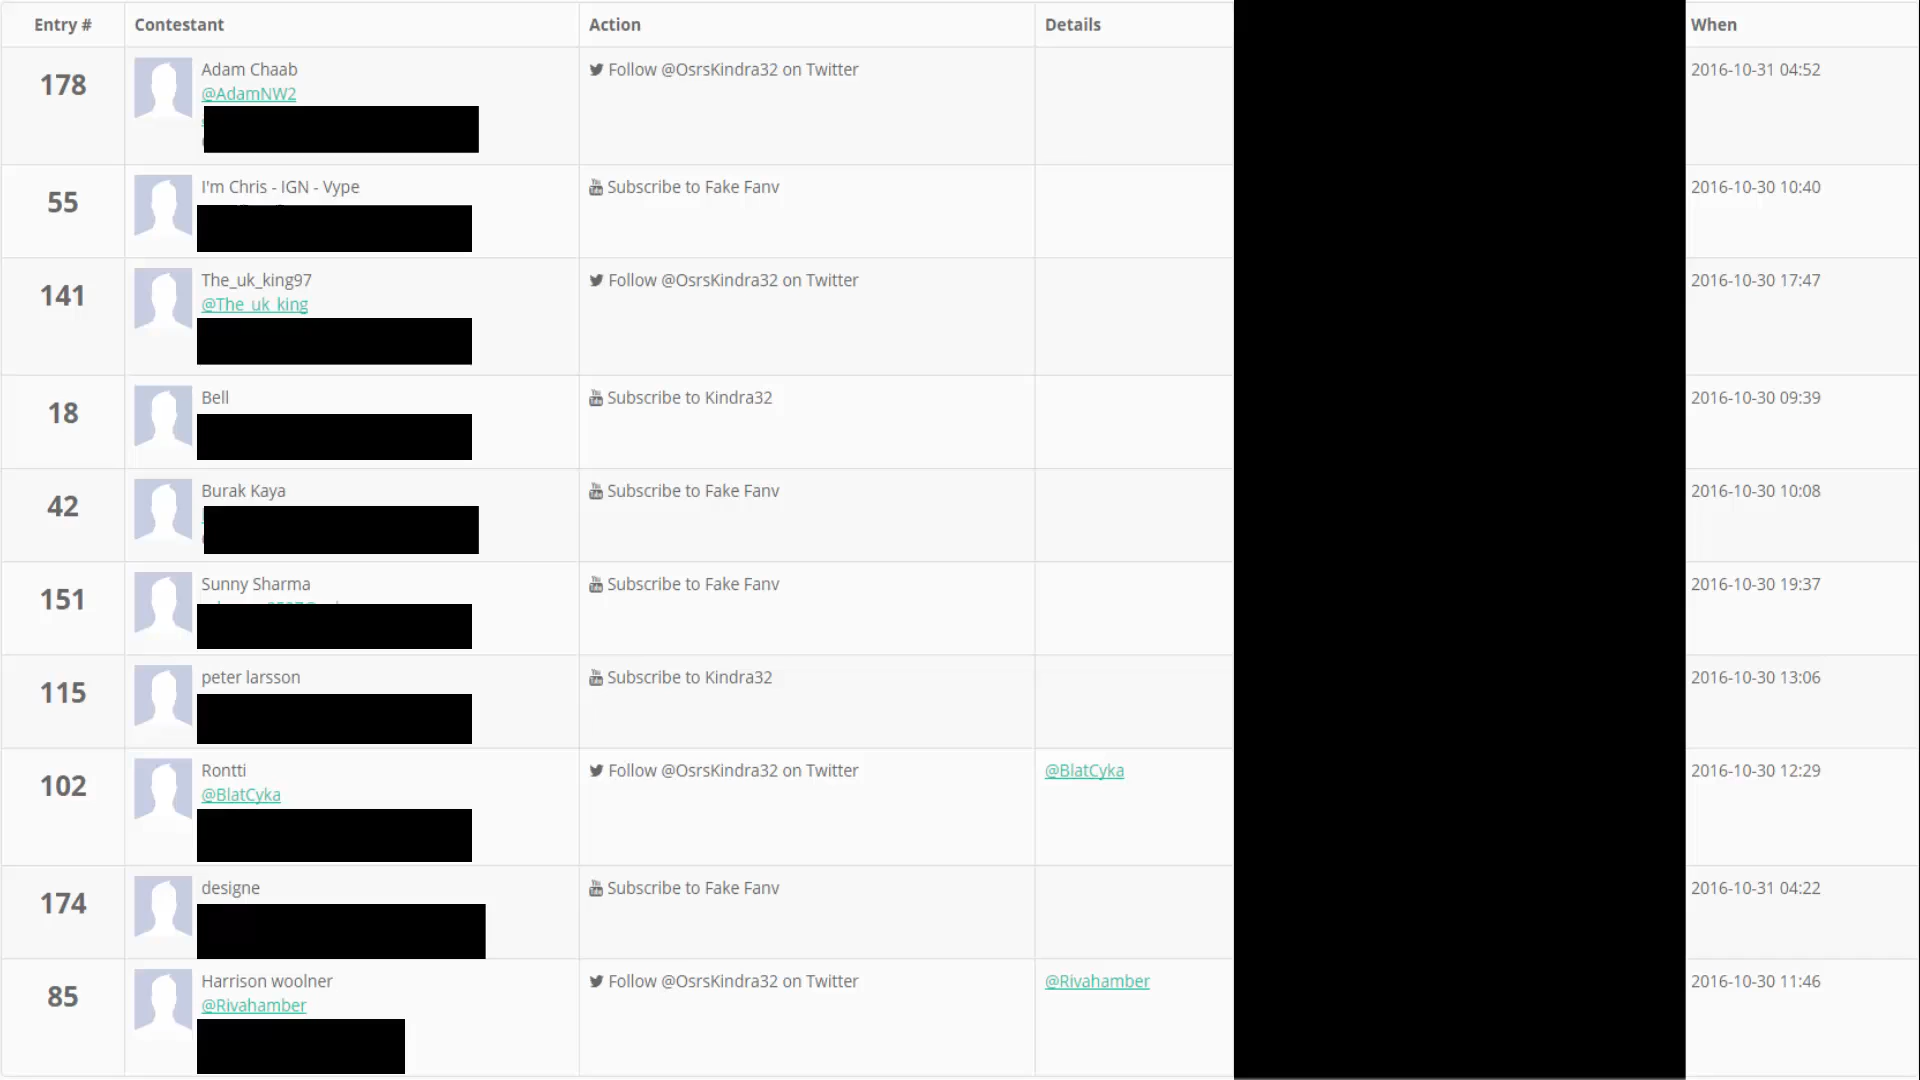 Entry # Contestant Action Details When
178 Adam Chaab Follow @OsrsKindra32 on Twitter 2016-10-31 04:52
@AdamNW2
55 I'm Chris - IGN - Vype Subscribe to Fake Fanv 2016-10-30 10:40
141 The_uk_king97 Follow @OsrsKindra32 on Twitter 2016-10-30 17:47
@The_uk_king
18 Bell Subscribe to Kindra32 2016-10-30 09:39
42 Burak Kaya Subscribe to Fake Fanv 2016-10-30 10:08
151 Sunny Sharma Subscribe to Fake Fanv 2016-10-30 19:37
115 peter larsson Subscribe to Kindra32 2016-10-30 13:06
102 Rontti Follow @OsrsKindra32 on Twitter @BlatCyka 2016-10-30 12:29
@BlatCyka
174 designe Subscribe to Fake Fanv 2016-10-31 04:22
85 Harrison woolner Follow @OsrsKindra32 on Twitter @Rivahamber 2016-10-30 11:46
@Rivahamber